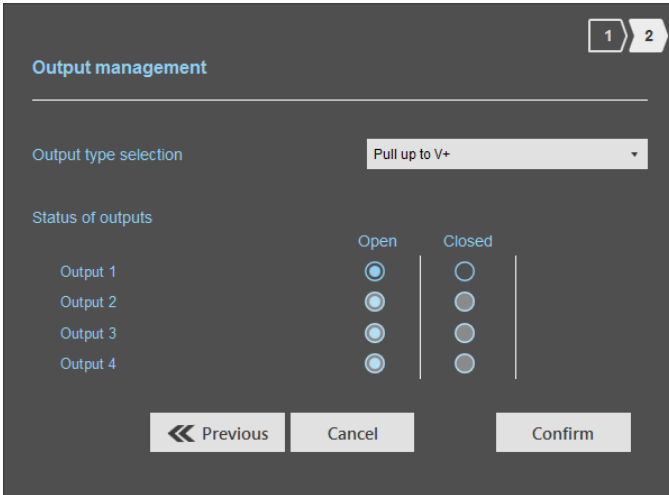 1 2
Output management
Output type selection Pull up to V+
Status of outputs
Open Closed
Output 1
Output 2
Output 3
Output 4
Previous Cancel Confirm